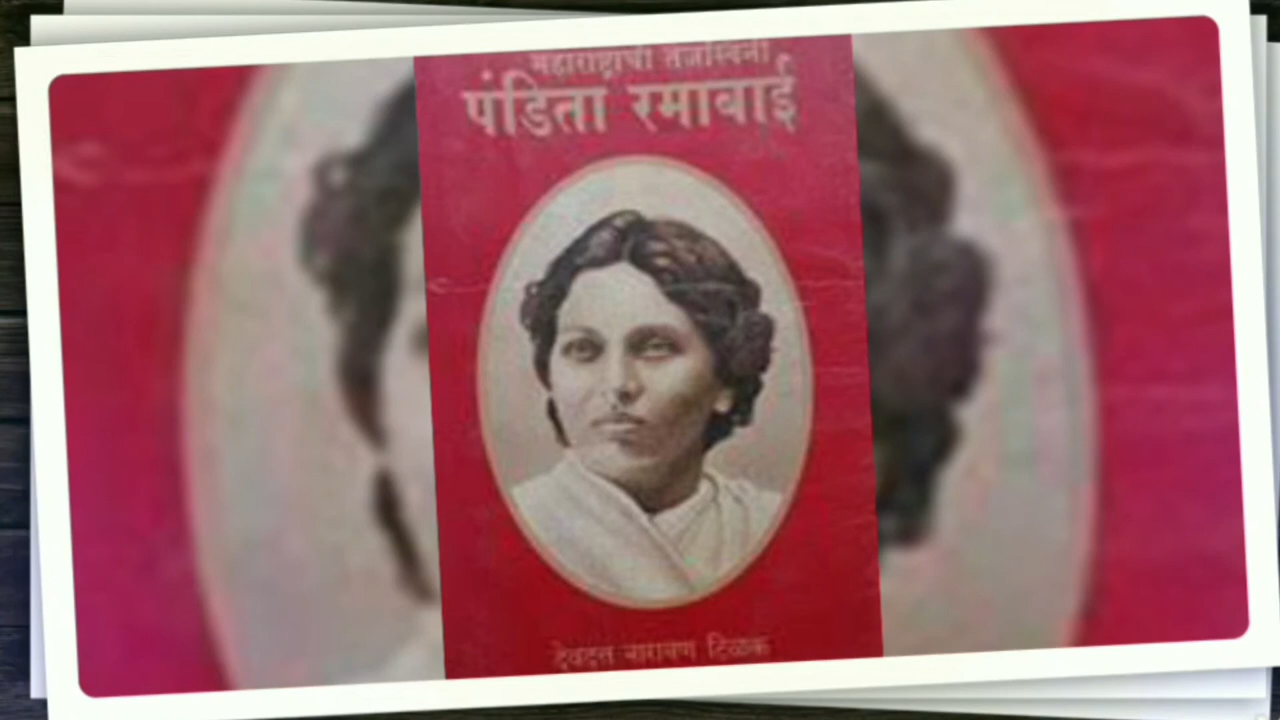 महाराष्ट्राची तेजस्विनी
पंडिता रमाबाई
देवदत्त नारायण टिळक